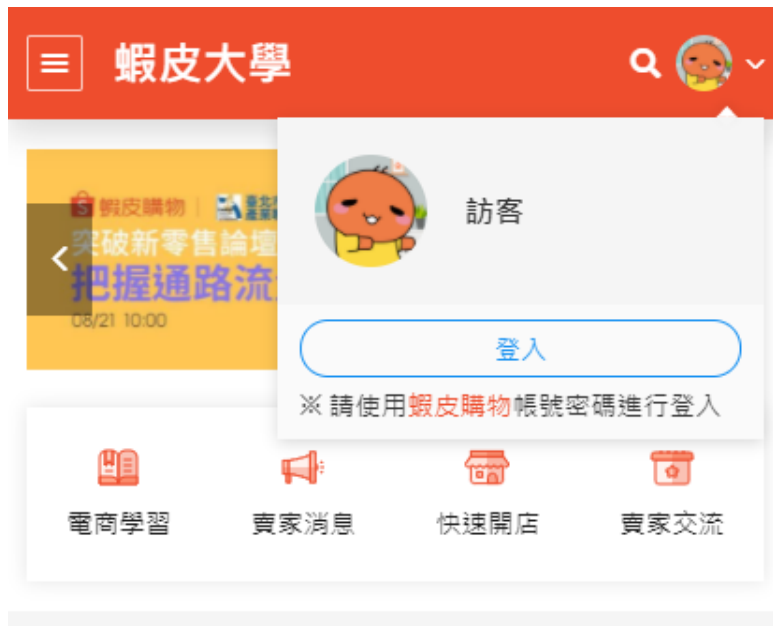 蝦皮大學
訪客
蝦皮購物
突破新零售論壇
把握通路流
08/21 10:00
登入
※ 請使用蝦皮購物帳號密碼進行登入
電商學習
賣家消息
快速開店
賣家交流